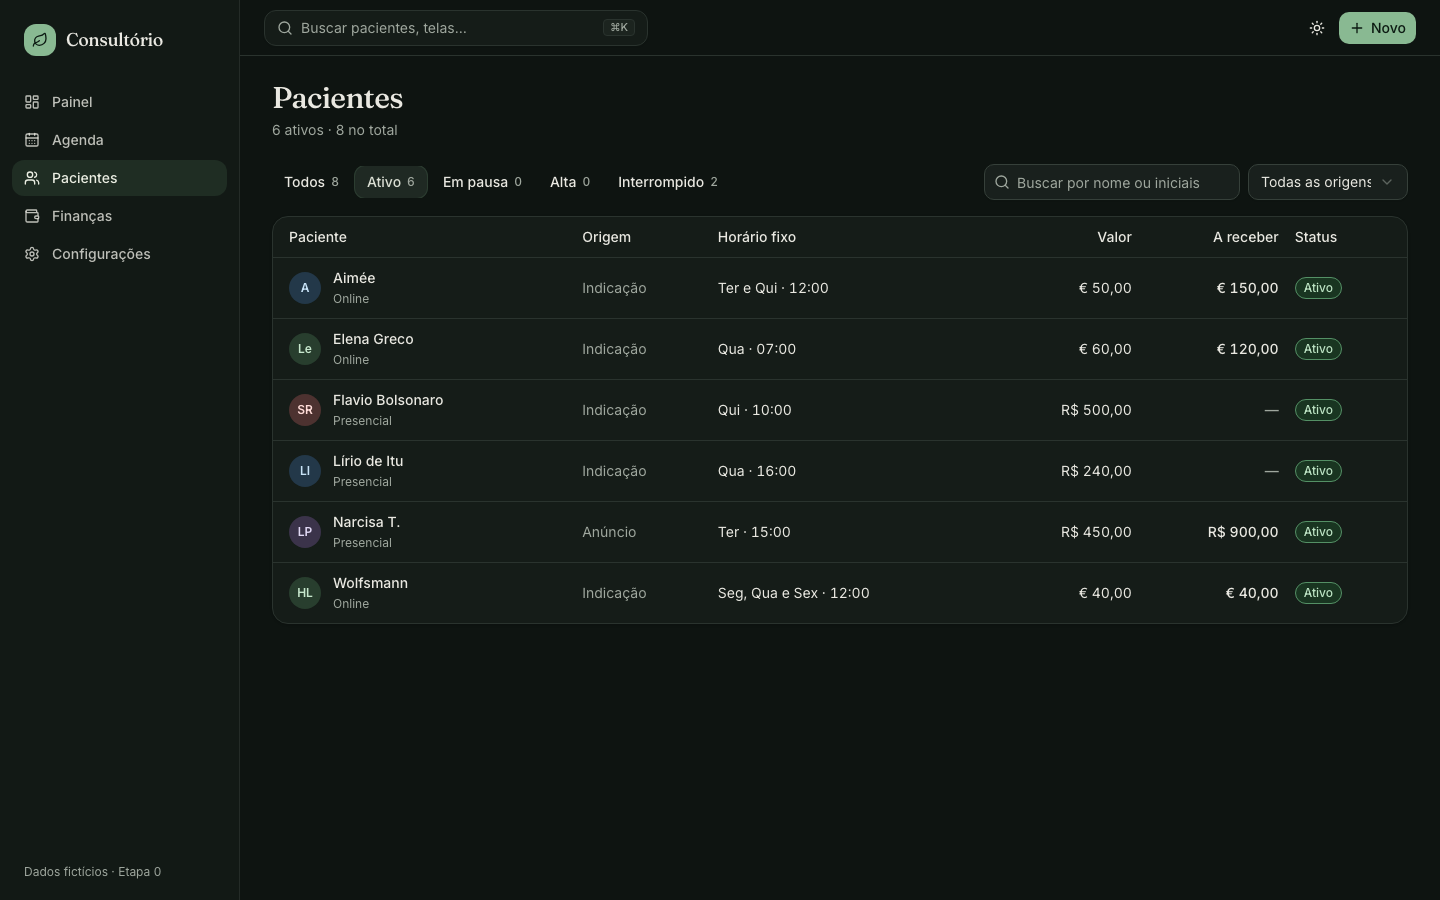 Consultório
Buscar pacientes, telas...
⌘K
Novo
Painel
Agenda
Pacientes
Finanças
Configurações
Pacientes
6 ativos · 8 no total
Todos 8
Ativo 6
Em pausa 0
Alta 0
Interrompido 2
Buscar por nome ou iniciais
Todas as origens
Paciente Origem Horário fixo Valor A receber Status
A Aimée Online Indicação Ter e Qui · 12:00 € 50,00 € 150,00 Ativo
Le Elena Greco Online Indicação Qua · 07:00 € 60,00 € 120,00 Ativo
SR Flavio Bolsonaro Presencial Indicação Qui · 10:00 R$ 500,00 — Ativo
LI Lírio de Itu Presencial Indicação Qua · 16:00 R$ 240,00 — Ativo
LP Narcisa T. Presencial Anúncio Ter · 15:00 R$ 450,00 R$ 900,00 Ativo
HL Wolfsmann Online Indicação Seg, Qua e Sex · 12:00 € 40,00 € 40,00 Ativo
Dados fictícios · Etapa 0